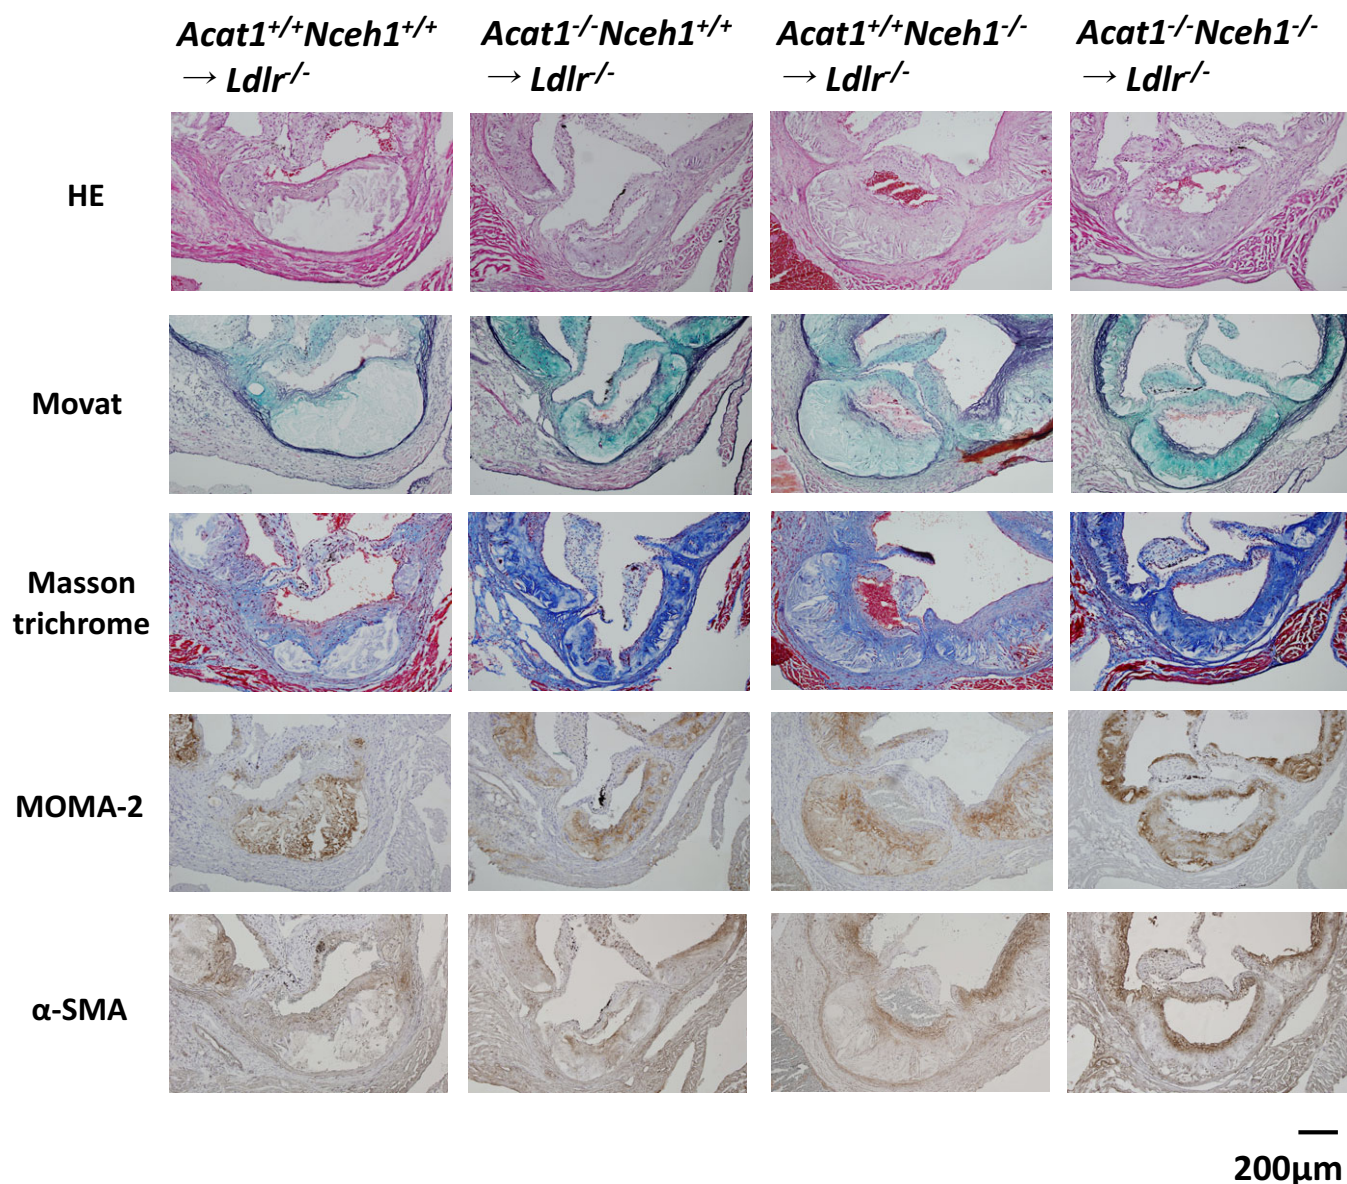 Acat1+/+Nceh1+/+ Acat1-/-Nceh1+/+ Acat1+/+Nceh1-/- Acat1-/-Nceh1-/-
→ Ldlr-/- → Ldlr-/- → Ldlr-/- → Ldlr-/-
HE
Movat
Masson
trichrome
MOMA-2
α-SMA
200μm